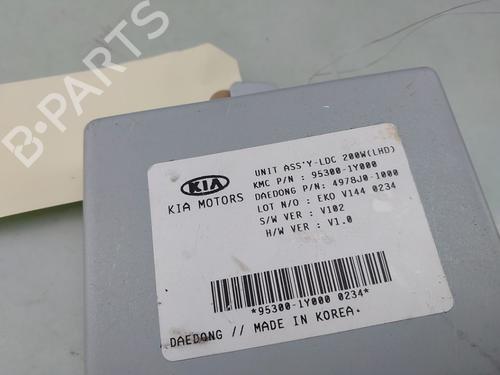 KIA
KIA MOTORS
UNIT ASS'Y-LDC 200W(LHD)
KMC P/N : 95300-1Y000
DAEDONG P/N: 4978J0-1000
LOT N/O : EKO V144 0234
S/W VER : V102
H/W VER : V1.0
*95300-1Y000 0234*
DAEDONG // MADE IN KOREA.
B-PARTS